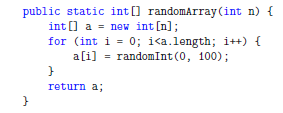 public static int[] randomArray(int n) {
    int[] a = new int[n];
    for (int i = 0; i<a.length; i++) {
        a[i] = randomInt(0, 100);
    }
    return a;
}